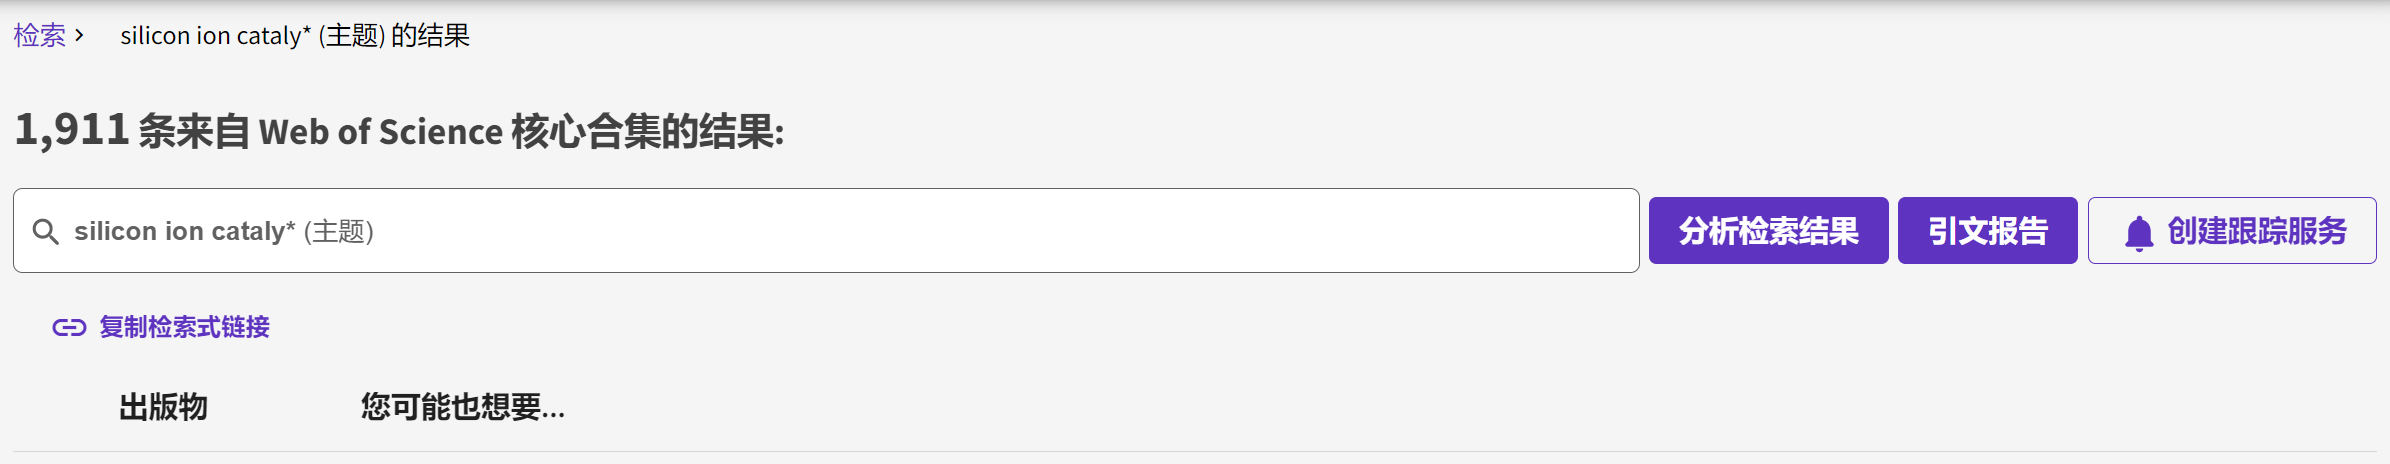 检索 › silicon ion cataly* (主题) 的结果
1,911 条来自 Web of Science 核心合集的结果:
silicon ion cataly* (主题) 分析检索结果 引文报告 创建跟踪服务
复制检索式链接
出版物 您可能也想要...